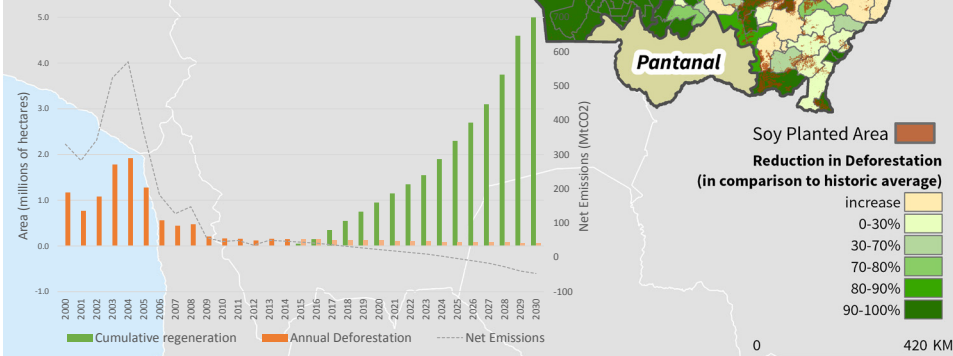 5.0
4.0
3.0
2.0
1.0
0.0
-1.0
Area (millions of hectares)
2000 2001 2002 2003 2004 2005 2006 2007 2008 2009 2010 2011 2012 2013 2014 2015 2016 2017 2018 2019 2020 2021 2022 2023 2024 2025 2026 2027 2028 2029 2030
700
600
500
400
300
200
100
0
-100
Net Emissions (MtCO2)
Cumulative regeneration Annual Deforestation Net Emissions
Pantanal
Soy Planted Area
Reduction in Deforestation
(in comparison to historic average)
increase
0-30%
30-70%
70-80%
80-90%
90-100%
0 420 KM